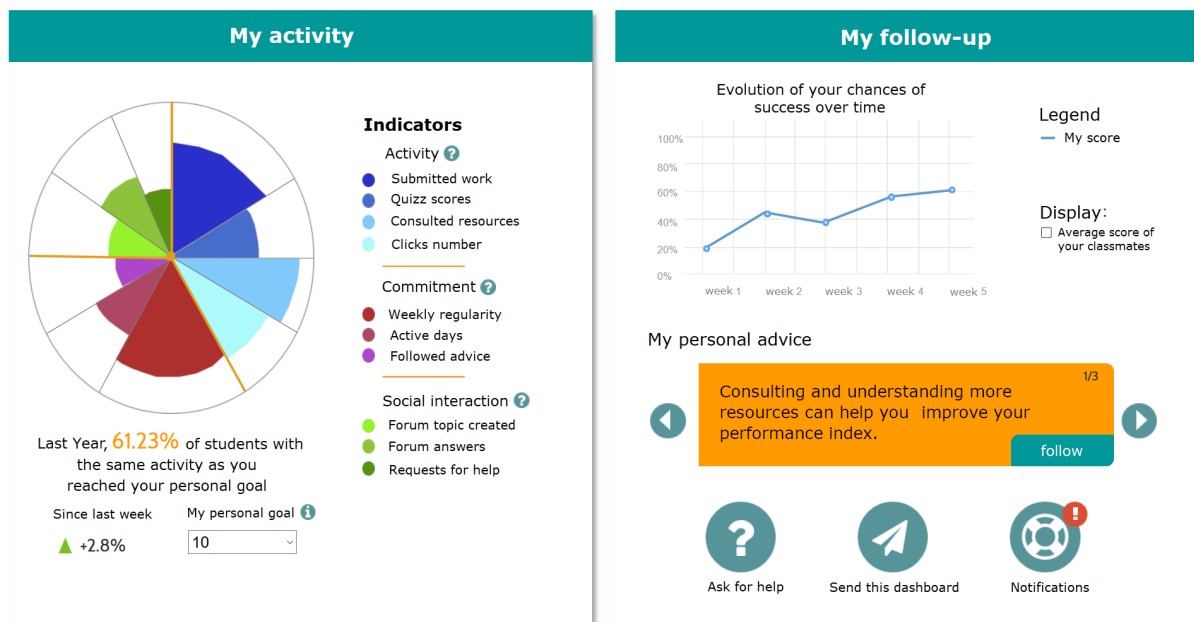 My activity
Indicators
Activity ?
Submitted work
Quizz scores
Consulted resources
Clicks number
Commitment ?
Weekly regularity
Active days
Followed advice
Social interaction ?
Forum topic created
Forum answers
Requests for help
Last Year, 61.23% of students with
the same activity as you
reached your personal goal
Since last week
+2.8%
My personal goal i
10
My follow-up
Evolution of your chances of
success over time
100%
80%
60%
40%
20%
0%
week 1 week 2 week 3 week 4 week 5
Legend
My score
Display:
Average score of
your classmates
My personal advice
1/3
Consulting and understanding more
resources can help you improve your
performance index.
follow
?
!
Ask for help
Send this dashboard
Notifications